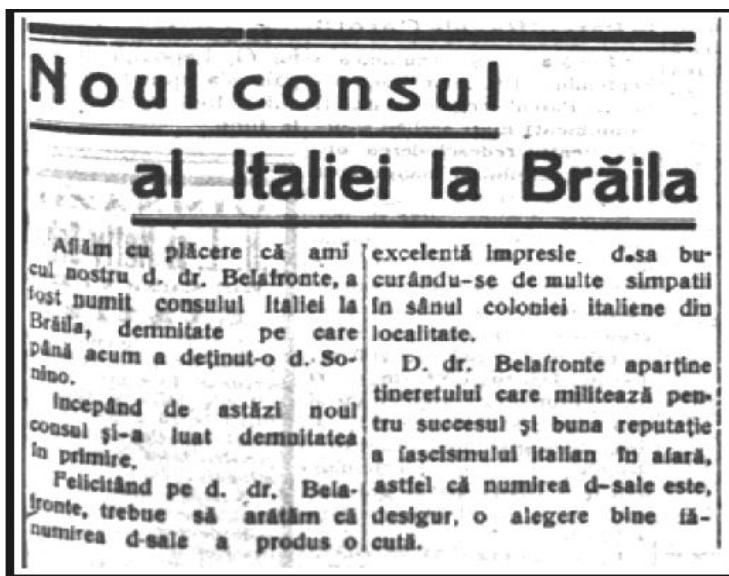 Noul consul
al Italiei la Brăila
Aflăm cu plăcere că ami
cul nostru d. dr. Belafronte, a
fost numit consulul Italiei la
Brăila, demnitate pe care
până acum a deținut-o d. So-
nino.
Incepând de astăzi noul
consul și-a luat demnitatea
în primire.
Felicitând pe d. dr. Bela-
fronte, trebue să arătăm că
numirea d-sale a produs o
excelentă impresie d-sa bu-
curându-se de multe simpatii
în sânul coloniei italiene din
localitate.
D. dr. Belafronte aparține
tineretului care militează pen-
tru succesul și buna reputație
a fascismului italian în afară,
astfel că numirea d-sale este,
desigur, o alegere bine fă-
cută.